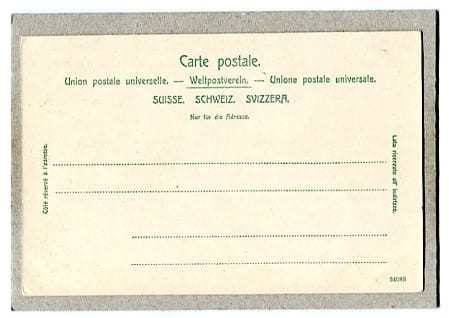 Carte postale.
Union postale universelle. — Weltpostverein. — Unione postale universale.
SUISSE. SCHWEIZ. SVIZZERA.
Nur für die Adresse.
Côté réservé à l'adresse.
Lato riservato all' indirizzo.
34085